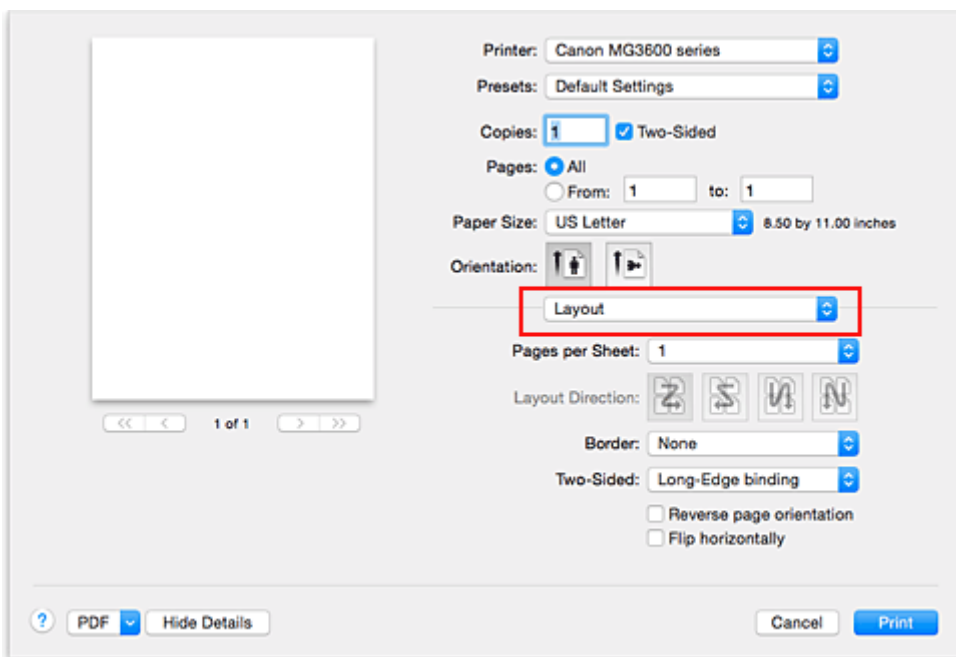 Printer: Canon MG3600 series
Presets: Default Settings
Copies: 1 Two-Sided
Pages: All
From: 1 to: 1
Paper Size: US Letter 8.50 by 11.00 inches
Orientation:
Layout
Pages per Sheet: 1
Layout Direction:
Border: None
Two-Sided: Long-Edge binding
Reverse page orientation
Flip horizontally
<< < 1 of 1 > >>
? PDF Hide Details Cancel Print